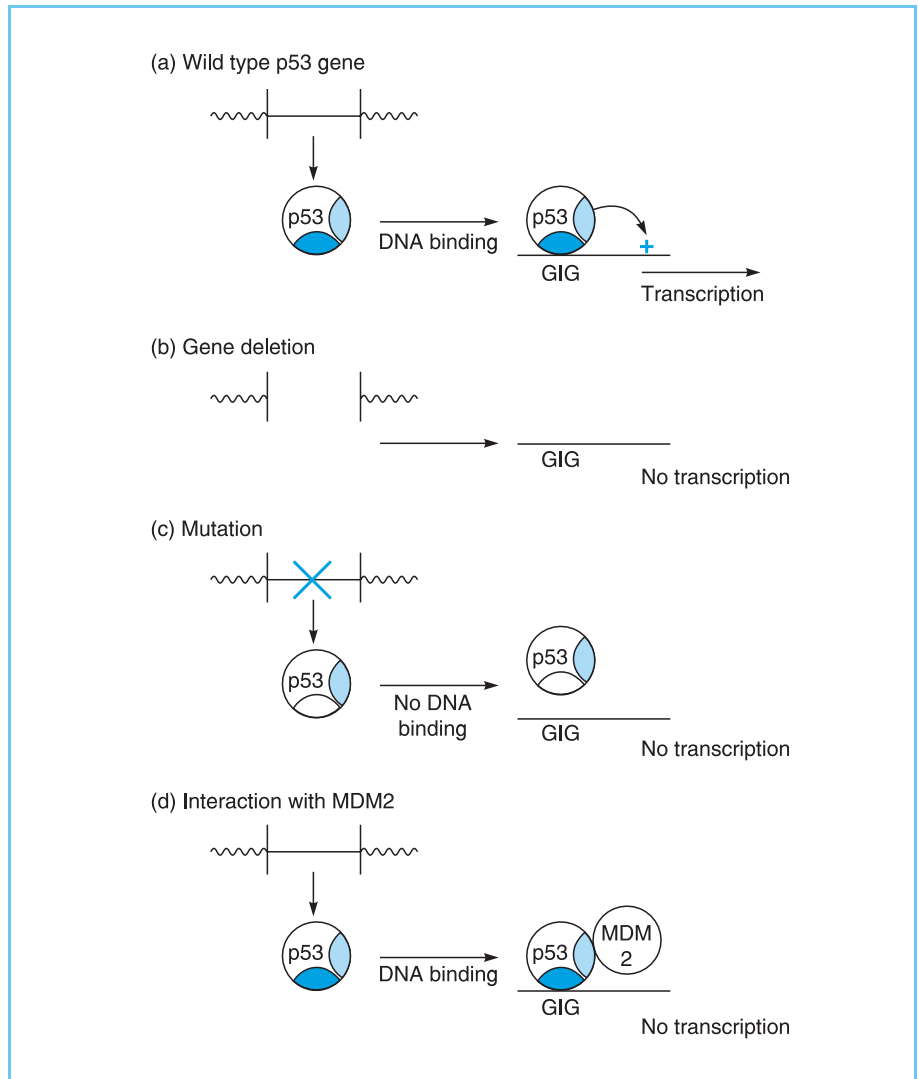 (a) Wild type p53 gene
p53
DNA binding
p53
+
GIG
Transcription
(b) Gene deletion
GIG
No transcription
(c) Mutation
p53
No DNA
binding
p53
GIG
No transcription
(d) Interaction with MDM2
p53
DNA binding
p53
MDM
2
GIG
No transcription